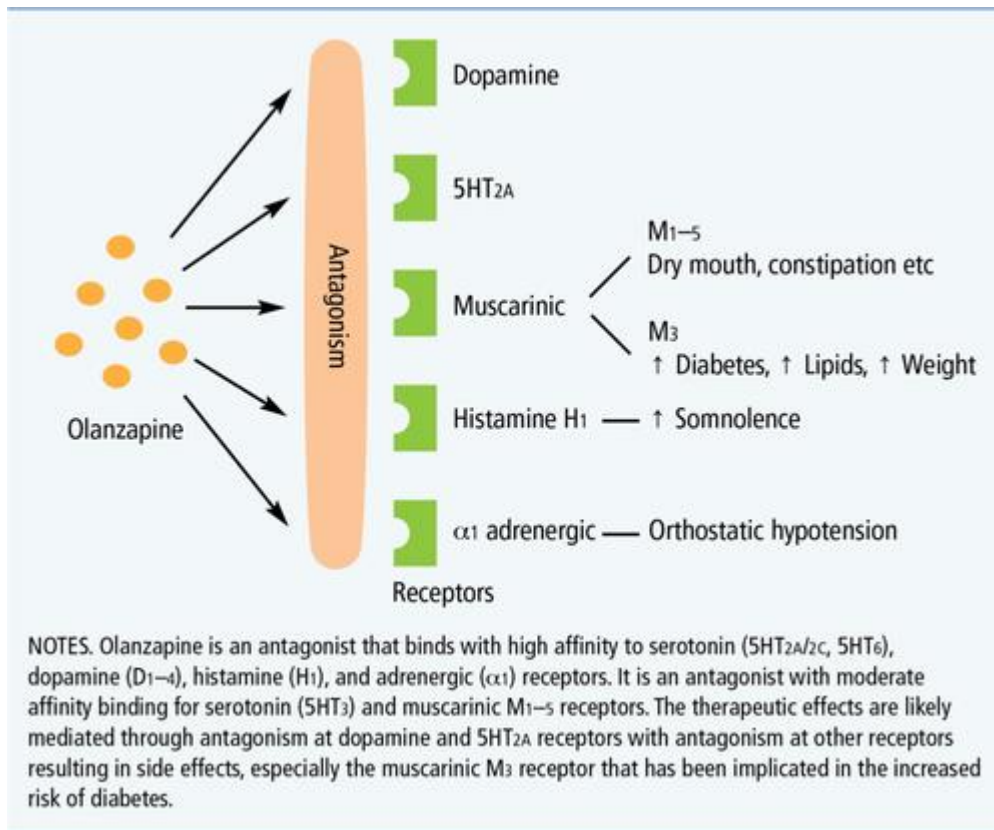 Dopamine
5HT2A
Antagonism
M1–5
Dry mouth, constipation etc
Muscarinic
M3
↑ Diabetes, ↑ Lipids, ↑ Weight
Olanzapine
Histamine H1 — ↑ Somnolence
α1 adrenergic — Orthostatic hypotension
Receptors
NOTES. Olanzapine is an antagonist that binds with high affinity to serotonin (5HT2A/2C, 5HT6),
dopamine (D1–4), histamine (H1), and adrenergic (α1) receptors. It is an antagonist with moderate
affinity binding for serotonin (5HT3) and muscarinic M1–5 receptors. The therapeutic effects are likely
mediated through antagonism at dopamine and 5HT2A receptors with antagonism at other receptors
resulting in side effects, especially the muscarinic M3 receptor that has been implicated in the increased
risk of diabetes.